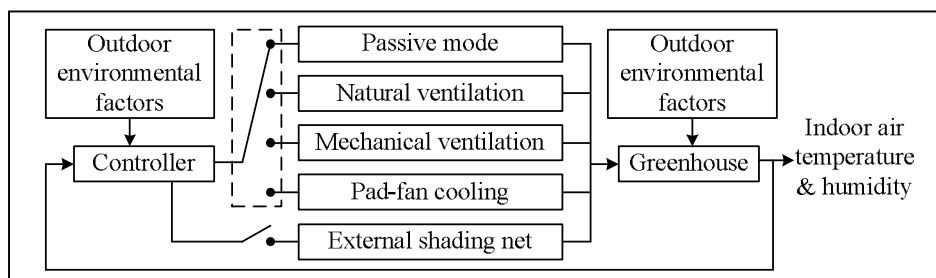 Outdoor
environmental
factors
Controller
Passive mode
Natural ventilation
Mechanical ventilation
Pad-fan cooling
External shading net
Outdoor
environmental
factors
Greenhouse
Indoor air
temperature
& humidity